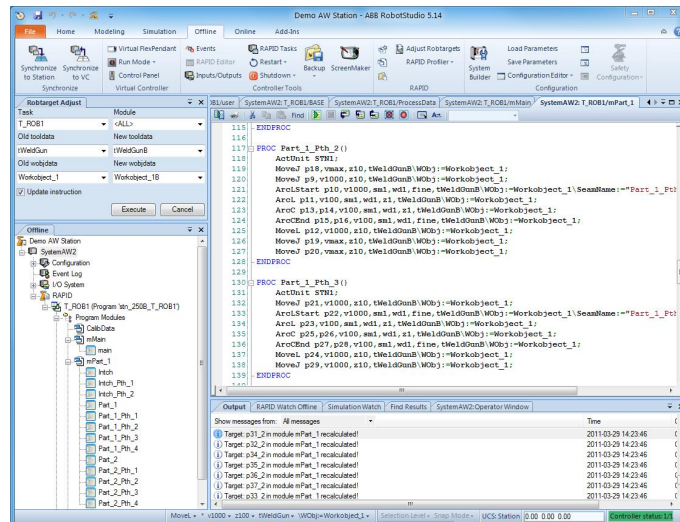 Demo AW Station - ABB RobotStudio 5.14
File Home Modeling Simulation Offline Online Add-Ins
Synchronize to Station
Synchronize to VC
Synchronize
Virtual FlexPendant
Run Mode
Control Panel
Virtual Controller
Events
RAPID Editor
Inputs/Outputs
RAPID Tasks
Restart
Shutdown
Backup
ScreenMaker
Controller Tools
Adjust Robtargets
RAPID Profiler
RAPID
System Builder
Load Parameters
Save Parameters
Configuration Editor
Safety Configuration
Configuration
Robtarget Adjust
Task Module
T_ROB1 <ALL>
Old tooldata New tooldata
tWeldGun tWeldGunB
Old wobjdata New wobjdata
Workobject_1 Workobject_1B
Update instruction
Execute Cancel
Offline
Demo AW Station
SystemAW2
Configuration
Event Log
I/O System
RAPID
T_ROB1 (Program 'stn_250B_T_ROB1')
Program Modules
CalibData
mMain
main
mPart_1
Intch
Intch_Pth_1
Part_1
Part_1_Pth_1
Part_1_Pth_2
Part_1_Pth_3
Part_1_Pth_4
Part_2
Part_2_Pth_1
Part_2_Pth_2
Part_2_Pth_3
Part_2_Pth_4
B1/user SystemAW2: T_ROB1/BASE SystemAW2: T_ROB1/ProcessData SystemAW2: T_ROB1/mMain SystemAW2: T_ROB1/mPart_1
Find
115 ENDPROC
116
117 PROC Part_1_Pth_2()
118 ActUnit STN1;
119 MoveJ p18,vmax,z10,tWeldGunB\WObj:=Workobject_1;
120 MoveJ p9,v1000,z10,tWeldGunB\WObj:=Workobject_1;
121 ArcLStart p10,v1000,sm1,wd1,fine,tWeldGunB\WObj:=Workobject_1\SeamName:="Part_1_Pth
122 ArcL p11,v100,sm1,wd1,z1,tWeldGunB\WObj:=Workobject_1;
123 ArcC p13,p14,v100,sm1,wd1,z1,tWeldGunB\WObj:=Workobject_1;
124 ArcCEnd p15,p16,v100,sm1,wd1,fine,tWeldGunB\WObj:=Workobject_1;
125 MoveL p12,v1000,z10,tWeldGunB\WObj:=Workobject_1;
126 MoveJ p19,vmax,z10,tWeldGunB\WObj:=Workobject_1;
127 MoveJ p20,vmax,z10,tWeldGunB\WObj:=Workobject_1;
128 ENDPROC
129
130 PROC Part_1_Pth_3()
131 ActUnit STN1;
132 MoveJ p21,v1000,z10,tWeldGunB\WObj:=Workobject_1;
133 ArcLStart p22,v1000,sm1,wd1,fine,tWeldGunB\WObj:=Workobject_1\SeamName:="Part_1_Pth
134 ArcL p23,v100,sm1,wd1,z1,tWeldGunB\WObj:=Workobject_1;
135 ArcC p25,p26,v100,sm1,wd1,z1,tWeldGunB\WObj:=Workobject_1;
136 ArcCEnd p27,p28,v100,sm1,wd1,fine,tWeldGunB\WObj:=Workobject_1;
137 MoveL p24,v1000,z10,tWeldGunB\WObj:=Workobject_1;
138 MoveJ p29,v1000,z10,tWeldGunB\WObj:=Workobject_1;
139 ENDPROC
Output RAPID Watch Offline Simulation Watch Find Results SystemAW2:Operator Window
Show messages from: All messages Time
Target: p31_2 in module mPart_1 recalculated! 2011-03-29 14:23:46
Target: p32_2 in module mPart_1 recalculated! 2011-03-29 14:23:46
Target: p34_2 in module mPart_1 recalculated! 2011-03-29 14:23:46
Target: p35_2 in module mPart_1 recalculated! 2011-03-29 14:23:46
Target: p36_2 in module mPart_1 recalculated! 2011-03-29 14:23:46
Target: p37_2 in module mPart_1 recalculated! 2011-03-29 14:23:46
Target: p33_2 in module mPart_1 recalculated! 2011-03-29 14:23:46
MoveL * v1000 z100 tWeldGun \WObj:=Workobject_1 Selection Level Snap Mode UCS: Station 0.00 0.00 0.00 Controller status: 1/1